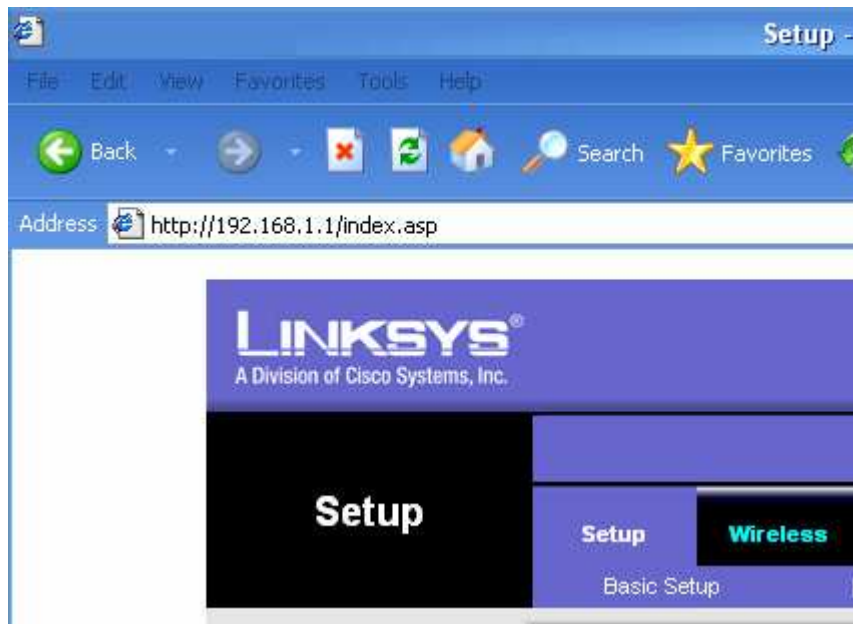 Setup -
File Edit View Favorites Tools Help
Back Search Favorites
Address http://192.168.1.1/index.asp
LINKSYS®
A Division of Cisco Systems, Inc.
Setup
Setup Wireless
Basic Setup